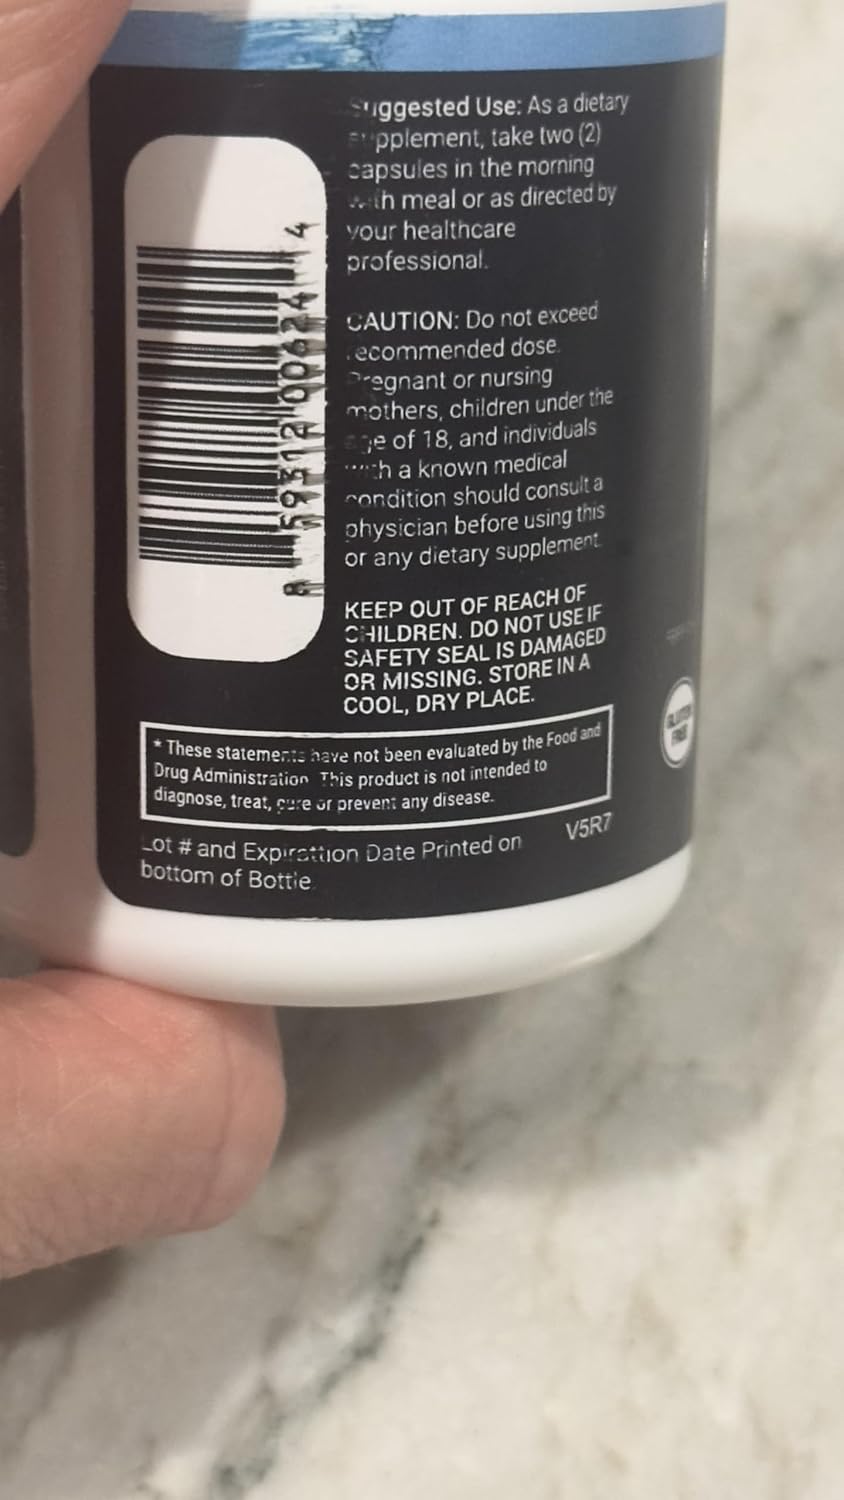 Suggested Use: As a dietary
supplement, take two (2)
capsules in the morning
with meal or as directed by
your healthcare
professional.
CAUTION: Do not exceed
recommended dose.
Pregnant or nursing
mothers, children under the
age of 18, and individuals
with a known medical
condition should consult a
physician before using this
or any dietary supplement.
KEEP OUT OF REACH OF
CHILDREN. DO NOT USE IF
SAFETY SEAL IS DAMAGED
OR MISSING. STORE IN A
COOL, DRY PLACE.
* These statements have not been evaluated by the Food and
Drug Administration. This product is not intended to
diagnose, treat, cure or prevent any disease.
Lot # and Expirattion Date Printed on
bottom of Bottle.
V5R7
8 59312 00624 4
GLUTEN
FREE